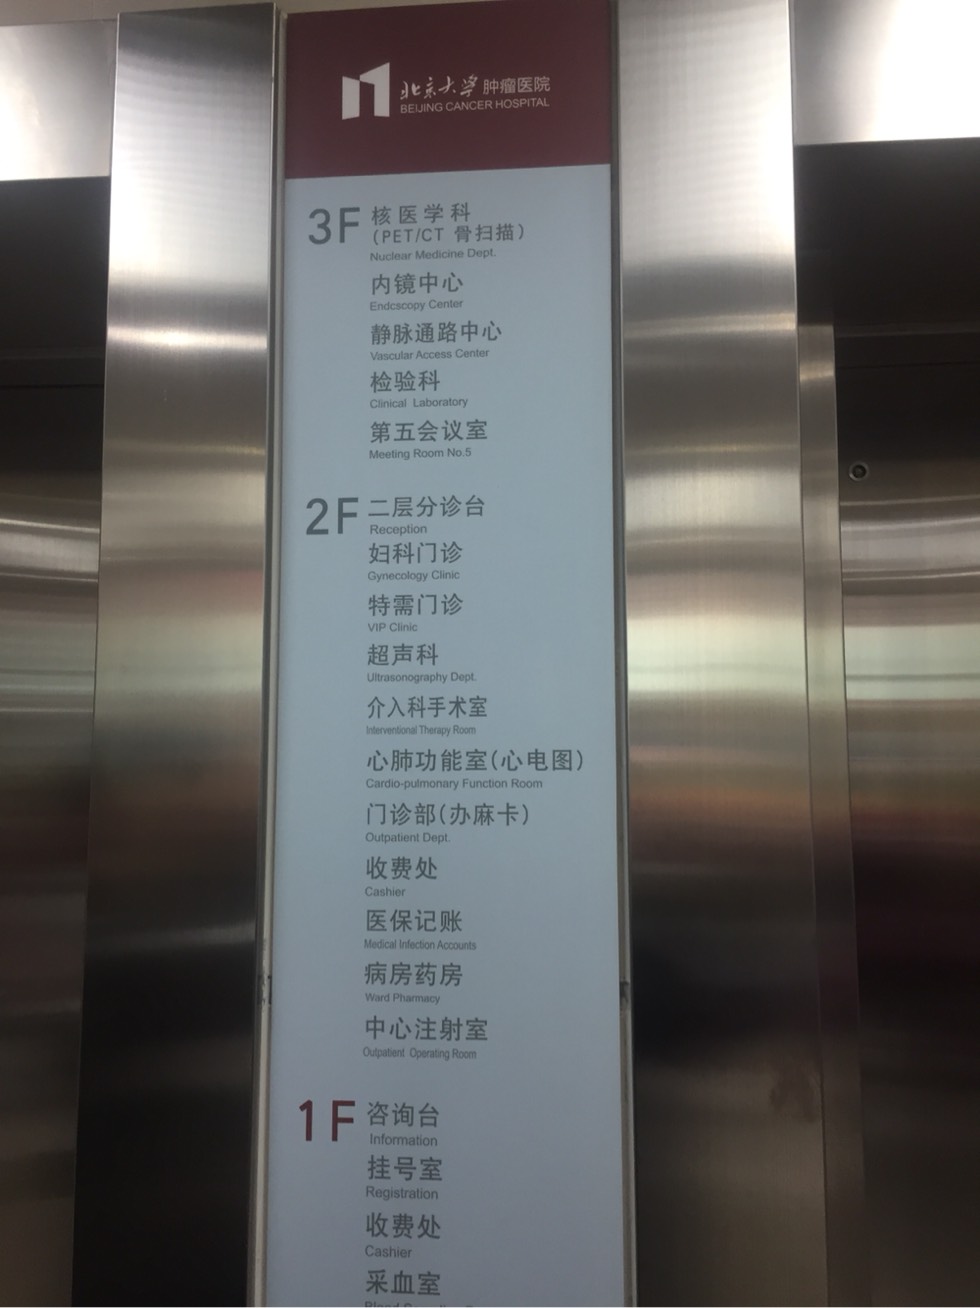 北京大学 肿瘤医院
BEIJING CANCER HOSPITAL
3F 核医学科
(PET/CT 骨扫描)
Nuclear Medicine Dept.
内镜中心
Endcscopy Center
静脉通路中心
Vascular Access Center
检验科
Clinical Laboratory
第五会议室
Meeting Room No.5
2F 二层分诊台
Reception
妇科门诊
Gynecology Clinic
特需门诊
VIP Clinic
超声科
Ultrasonography Dept.
介入科手术室
Interventional Therapy Room
心肺功能室(心电图)
Cardio-pulmonary Function Room
门诊部(办麻卡)
Outpatient Dept.
收费处
Cashier
医保记账
Medical Infection Accounts
病房药房
Ward Pharmacy
中心注射室
Outpatient Operating Room
1F 咨询台
Information
挂号室
Registration
收费处
Cashier
采血室